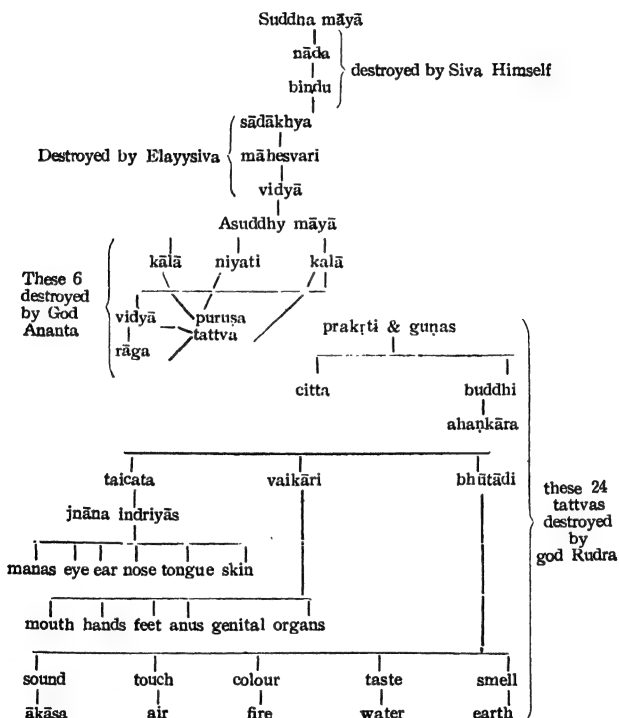 Suddna māyā
nāda
bindu
destroyed by Siva Himself
sādākhya
Destroyed by Elayysiva
māhesvari
vidyā
Asuddhy māyā
kālā niyati kalā
These 6
destroyed
by God
Ananta
vidyā puruṣa
tattva
rāga
prakṛti & guṇas
citta buddhi
ahaṇkāra
taicata vaikāri bhūtādi
jnāna indriyās
manas eye ear nose tongue skin
mouth hands feet anus genital organs
these 24
tattvas
destroyed
by
god Rudra
sound touch colour taste smell
ākāsa air fire water earth